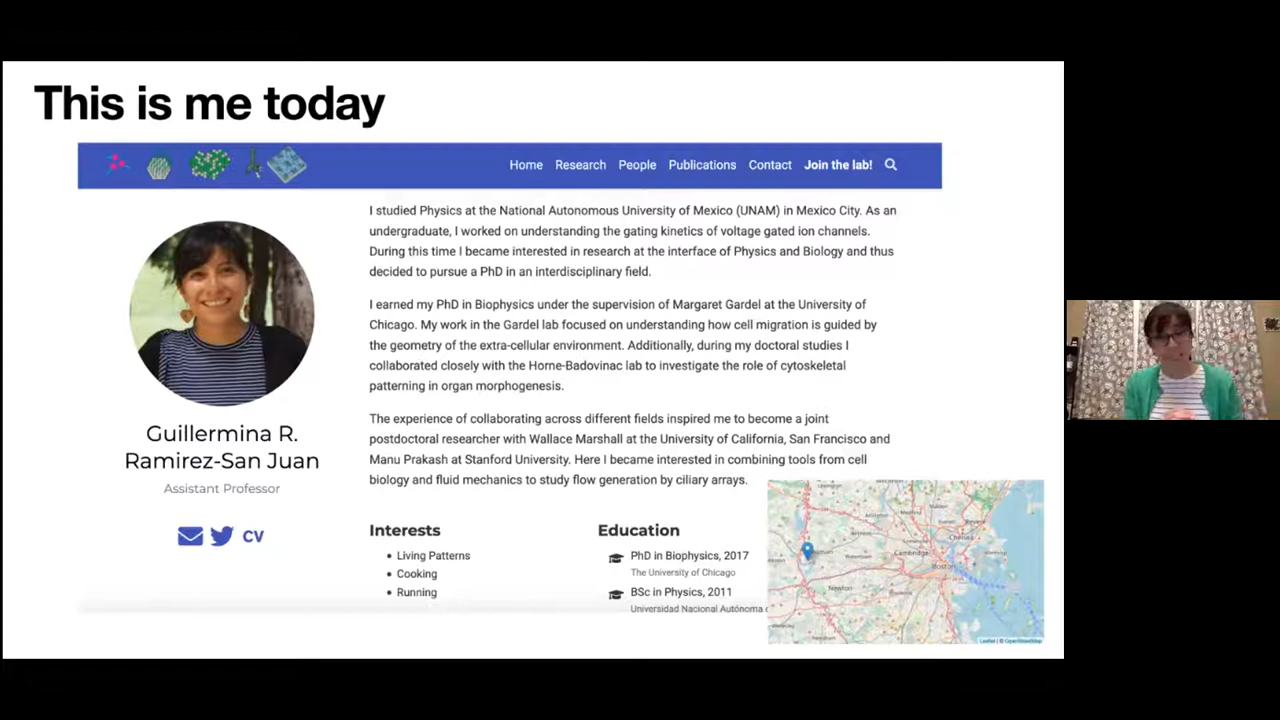 This is me today
Home Research People Publications Contact Join the lab!
I studied Physics at the National Autonomous University of Mexico (UNAM) in Mexico City. As an
undergraduate, I worked on understanding the gating kinetics of voltage gated ion channels.
During this time I became interested in research at the interface of Physics and Biology and thus
decided to pursue a PhD in an interdisciplinary field.
I earned my PhD in Biophysics under the supervision of Margaret Gardel at the University of
Chicago. My work in the Gardel lab focused on understanding how cell migration is guided by
the geometry of the extra-cellular environment. Additionally, during my doctoral studies I
collaborated closely with the Horne-Badovinac lab to investigate the role of cytoskeletal
patterning in organ morphogenesis.
The experience of collaborating across different fields inspired me to become a joint
postdoctoral researcher with Wallace Marshall at the University of California, San Francisco and
Manu Prakash at Stanford University. Here I became interested in combining tools from cell
biology and fluid mechanics to study flow generation by ciliary arrays.
Guillermina R.
Ramirez-San Juan
Assistant Professor
CV
Interests
Living Patterns
Cooking
Running
Education
PhD in Biophysics, 2017
The University of Chicago
BSc in Physics, 2011
Universidad Nacional Autónoma
Cambridge
Boston
Newton
Chelsea
Leaflet | © OpenStreetMap